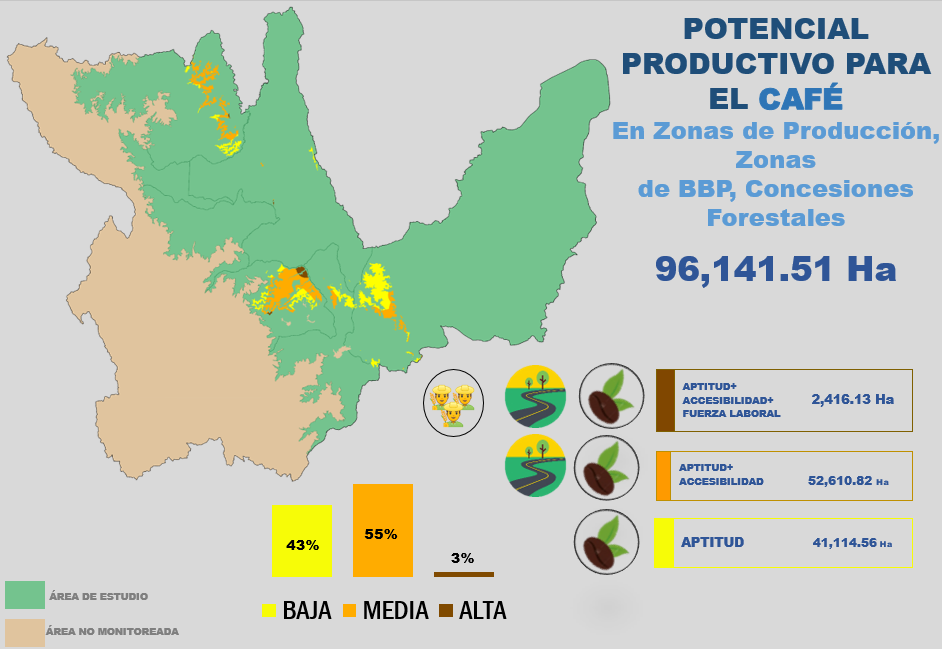 POTENCIAL
PRODUCTIVO PARA
EL CAFÉ
En Zonas de Producción,
Zonas
de BBP, Concesiones
Forestales
96,141.51 Ha
APTITUD+
ACCESIBILIDAD+
FUERZA LABORAL
2,416.13 Ha
APTITUD+
ACCESIBILIDAD
52,610.82 Ha
APTITUD
41,114.56 Ha
43%
55%
3%
BAJA
MEDIA
ALTA
ÁREA DE ESTUDIO
ÁREA NO MONITOREADA